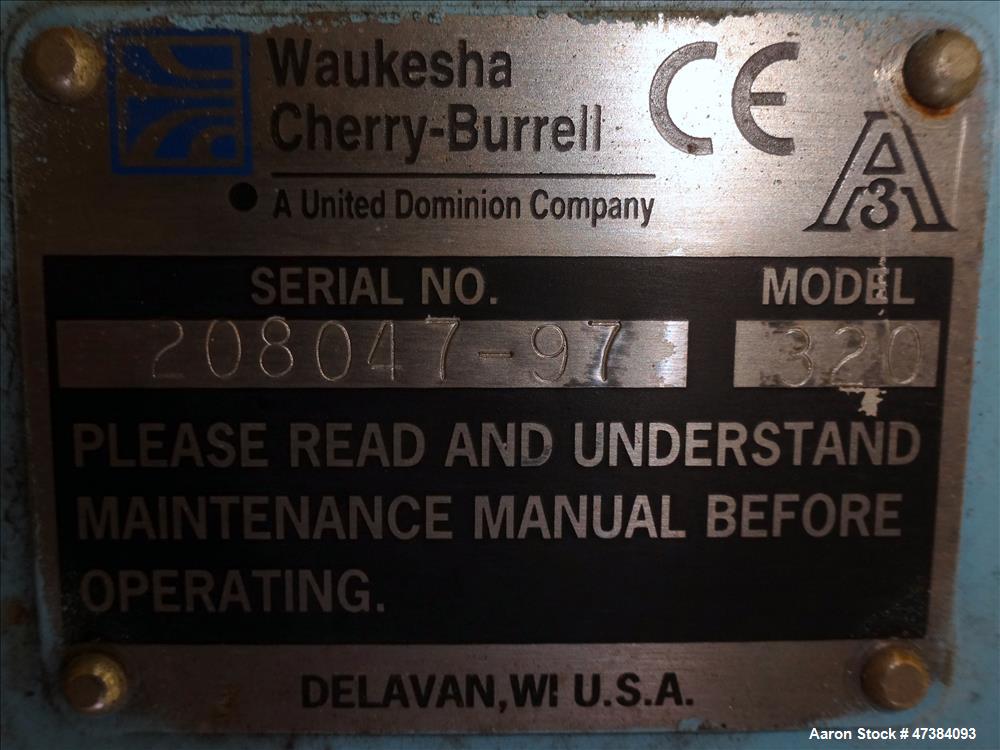 Waukesha
Cherry-Burrell
CE
A
3
A United Dominion Company
SERIAL NO. MODEL
208047-97 320
PLEASE READ AND UNDERSTAND
MAINTENANCE MANUAL BEFORE
OPERATING.
DELAVAN, WI U.S.A.
Aaron Stock # 47384093